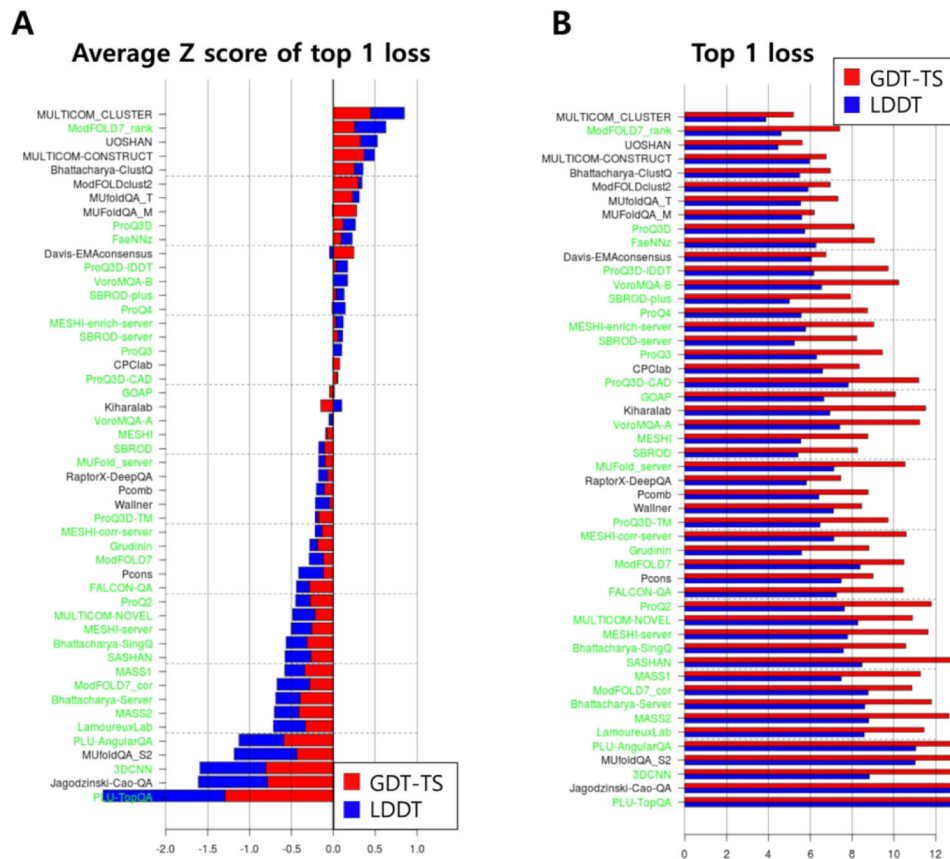 A
Average Z score of top 1 loss
MULTICOM_CLUSTER
ModFOLD7_rank
UOSHAN
MULTICOM-CONSTRUCT
Bhattacharya-ClustQ
ModFOLDclust2
MUfoldQA_T
MUFoldQA_M
ProQ3D
FaeNNz
Davis-EMAconsensus
ProQ3D-lDDT
VoroMQA-B
SBROD-plus
ProQ4
MESHI-enrich-server
SBROD-server
ProQ3
CPClab
ProQ3D-CAD
GOAP
Kiharalab
VoroMQA-A
MESHI
SBROD
MUFold_server
RaptorX-DeepQA
Pcomb
Wallner
ProQ3D-TM
MESHI-corr-server
Grudinin
ModFOLD7
Pcons
FALCON-QA
ProQ2
MULTICOM-NOVEL
MESHI-server
Bhattacharya-SingQ
SASHAN
MASS1
ModFOLD7_cor
Bhattacharya-Server
MASS2
LamoureuxLab
PLU-AngularQA
MUfoldQA_S2
3DCNN
Jagodzinski-Cao-QA
PLU-TopQA
GDT-TS
LDDT
-2.0 -1.5 -1.0 -0.5 0.0 0.5 1.0
B
Top 1 loss
GDT-TS
LDDT
MULTICOM_CLUSTER
ModFOLD7_rank
UOSHAN
MULTICOM-CONSTRUCT
Bhattacharya-ClustQ
ModFOLDclust2
MUfoldQA_T
MUFoldQA_M
ProQ3D
FaeNNz
Davis-EMAconsensus
ProQ3D-lDDT
VoroMQA-B
SBROD-plus
ProQ4
MESHI-enrich-server
SBROD-server
ProQ3
CPClab
ProQ3D-CAD
GOAP
Kiharalab
VoroMQA-A
MESHI
SBROD
MUFold_server
RaptorX-DeepQA
Pcomb
Wallner
ProQ3D-TM
MESHI-corr-server
Grudinin
ModFOLD7
Pcons
FALCON-QA
ProQ2
MULTICOM-NOVEL
MESHI-server
Bhattacharya-SingQ
SASHAN
MASS1
ModFOLD7_cor
Bhattacharya-Server
MASS2
LamoureuxLab
PLU-AngularQA
MUfoldQA_S2
3DCNN
Jagodzinski-Cao-QA
PLU-TopQA
0 2 4 6 8 10 12